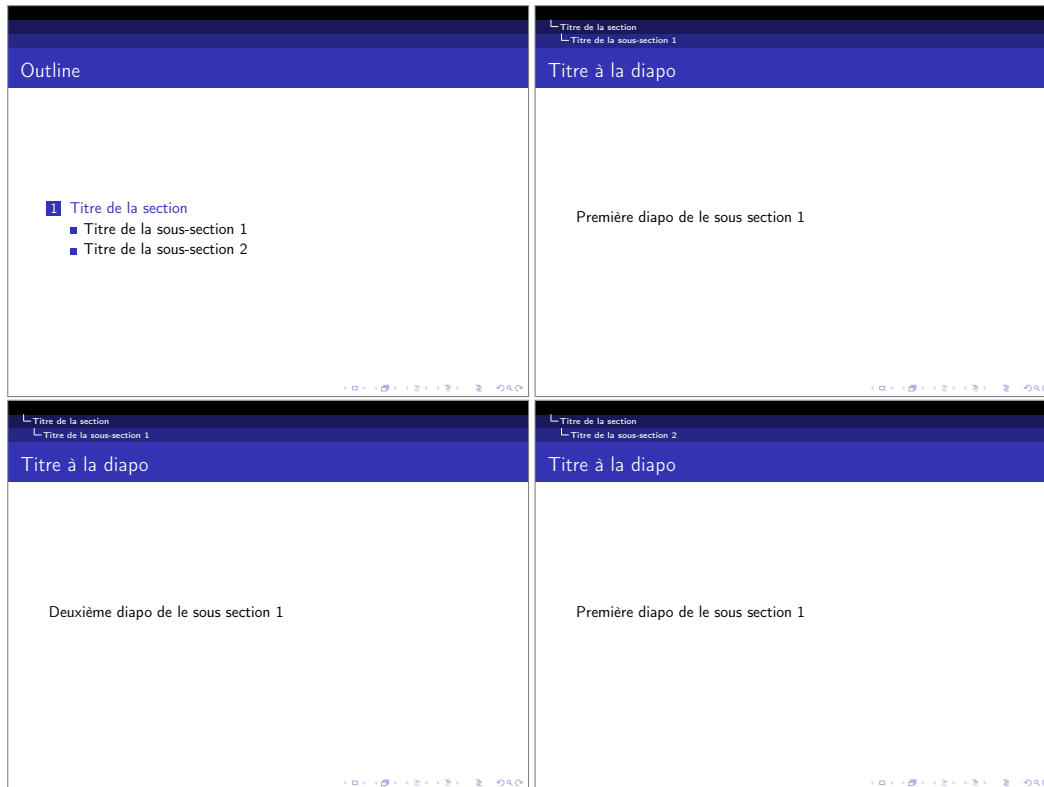 Outline
1 Titre de la section
Titre de la sous-section 1
Titre de la sous-section 2
Titre de la section
Titre de la sous-section 1
Titre à la diapo
Première diapo de le sous section 1
Titre de la section
Titre de la sous-section 1
Titre à la diapo
Deuxième diapo de le sous section 1
Titre de la section
Titre de la sous-section 2
Titre à la diapo
Première diapo de le sous section 1